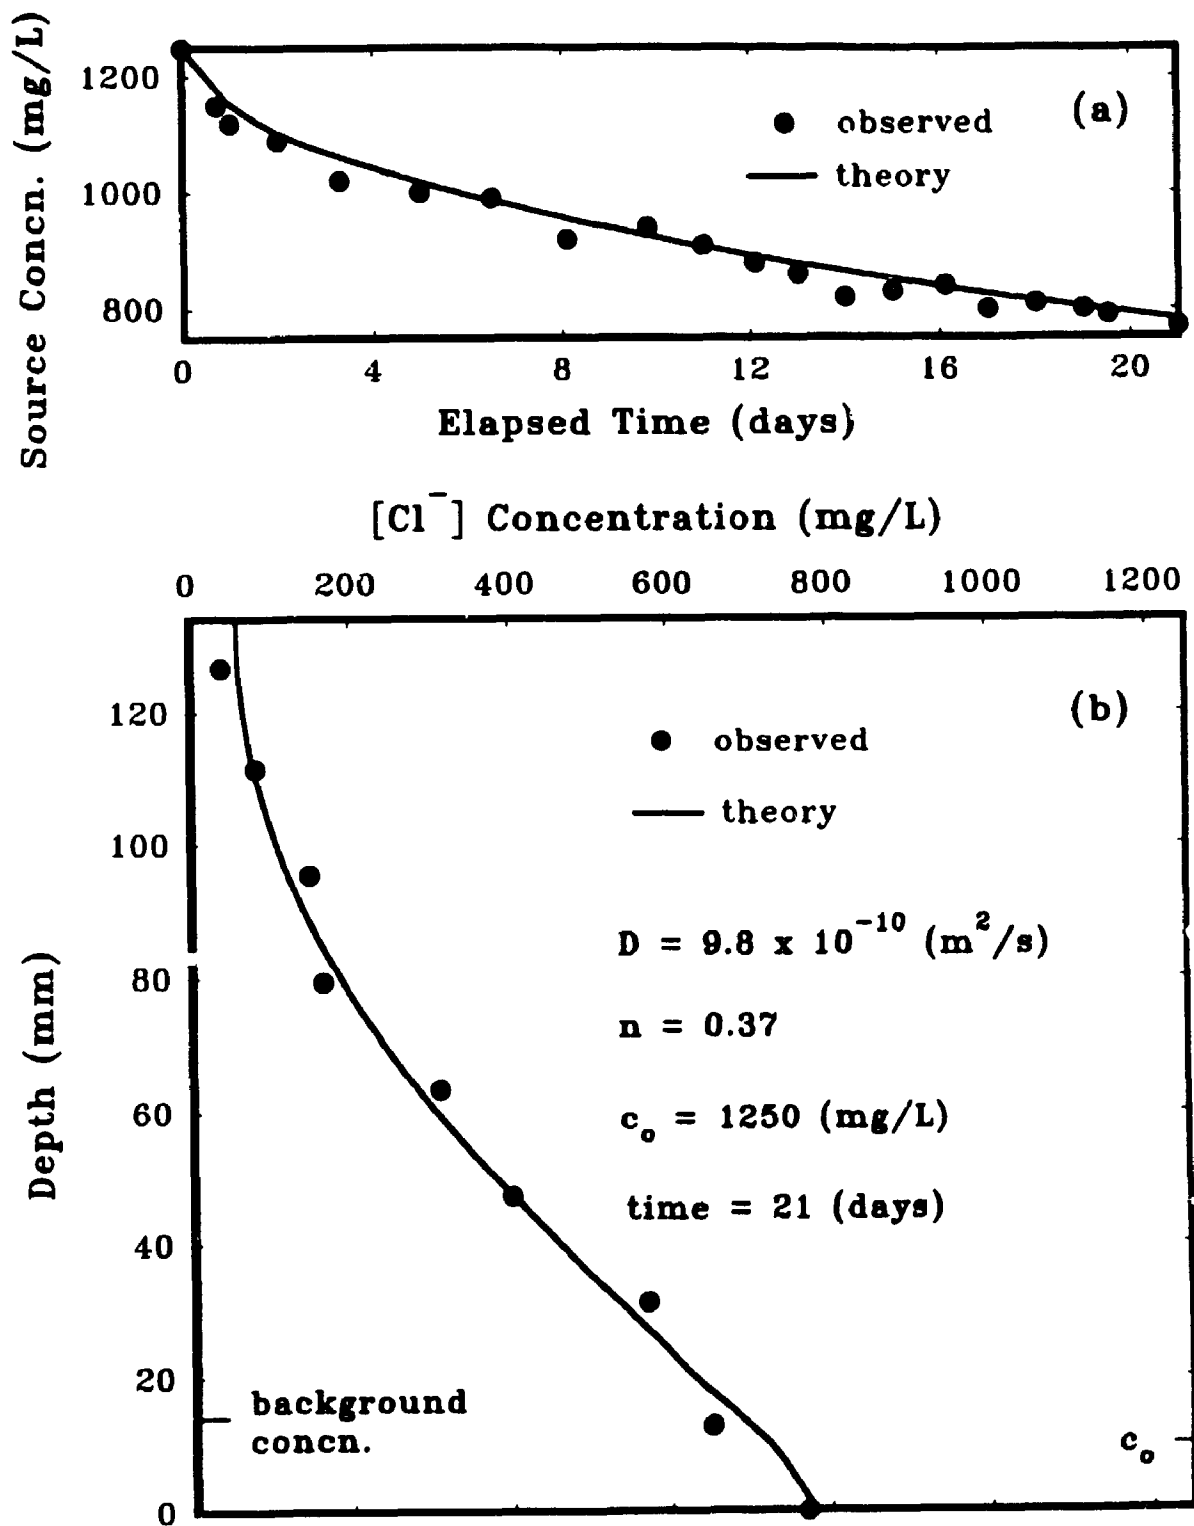 Source Concn. (mg/L)
1200
1000
800
(a)
observed
theory
0 4 8 12 16 20
Elapsed Time (days)
[Cl⁻] Concentration (mg/L)
0 200 400 600 800 1000 1200
Depth (mm)
120
100
80
60
40
20
0
(b)
observed
theory
D = 9.8 x 10⁻¹⁰ (m²/s)
n = 0.37
cₒ = 1250 (mg/L)
time = 21 (days)
background
concn.
cₒ